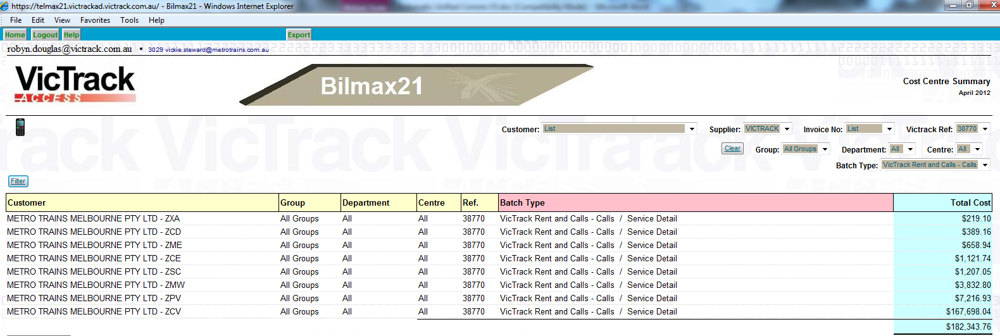 https://telmax21.victrackad.victrack.com.au/ - Bilmax21 - Windows Internet Explorer
File Edit View Favorites Tools Help
Home Logout Help Export
robyn.douglas@victrack.com.au • 3029 vickie.steward@metrotrains.com.au
VicTrack
ACCESS
Bilmax21
Cost Centre Summary
April 2012
Customer: List Supplier: VICTRACK Invoice No: List Victrack Ref: 38770
Clear Group: All Groups Department: All Centre: All
Batch Type: VicTrack Rent and Calls - Calls
Filter
Customer Group Department Centre Ref. Batch Type Total Cost
METRO TRAINS MELBOURNE PTY LTD - ZXA All Groups All All 38770 VicTrack Rent and Calls - Calls / Service Detail $219.10
METRO TRAINS MELBOURNE PTY LTD - ZCD All Groups All All 38770 VicTrack Rent and Calls - Calls / Service Detail $389.16
METRO TRAINS MELBOURNE PTY LTD - ZME All Groups All All 38770 VicTrack Rent and Calls - Calls / Service Detail $658.94
METRO TRAINS MELBOURNE PTY LTD - ZCE All Groups All All 38770 VicTrack Rent and Calls - Calls / Service Detail $1,121.74
METRO TRAINS MELBOURNE PTY LTD - ZSC All Groups All All 38770 VicTrack Rent and Calls - Calls / Service Detail $1,207.05
METRO TRAINS MELBOURNE PTY LTD - ZMW All Groups All All 38770 VicTrack Rent and Calls - Calls / Service Detail $3,832.80
METRO TRAINS MELBOURNE PTY LTD - ZPV All Groups All All 38770 VicTrack Rent and Calls - Calls / Service Detail $7,216.93
METRO TRAINS MELBOURNE PTY LTD - ZCV All Groups All All 38770 VicTrack Rent and Calls - Calls / Service Detail $167,698.04
$182,343.76